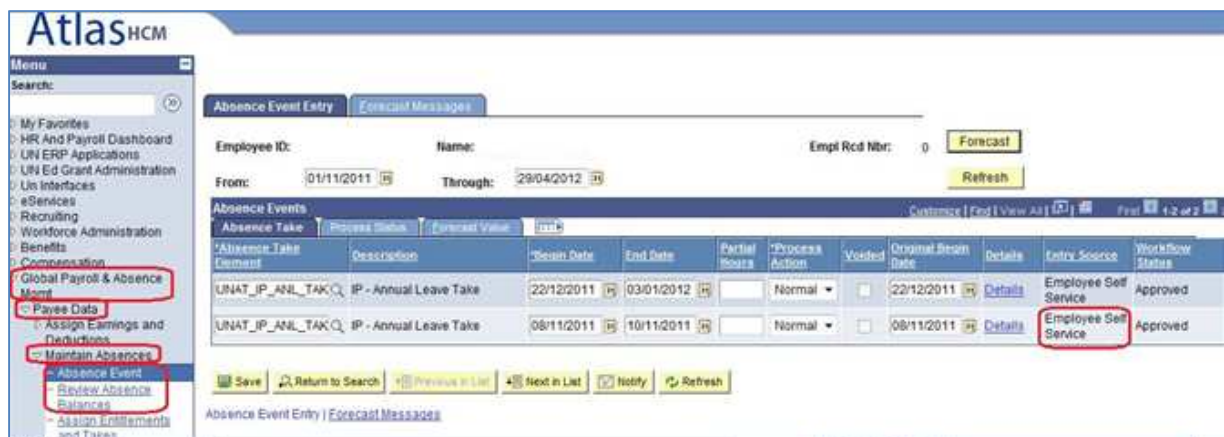 Atlas HCM
Menu
Search:
My Favorites
HR And Payroll Dashboard
UN ERP Applications
UN Ed Grant Administration
Un Interfaces
eServices
Recruiting
Workforce Administration
Benefits
Compensation
Global Payroll & Absence
Mgmt
Payee Data
Assign Earnings and
Deductions
Maintain Absences
Absence Event
Review Absence
Balances
Assign Entitlements
and Takes
Absence Event Entry Forecast Messages
Employee ID: Name: Empl Rcd Nbr: 0 Forecast
From: 01/11/2011 Through: 29/04/2012 Refresh
Absence Events Customize | Find | View All | First 1-2 of 2
Absence Take Process Status Forecast Value
*Absence Take Element Description *Begin Date End Date Partial Hours *Process Action Voided Original Begin Date Details Entry Source Workflow Status
UNAT_IP_ANL_TAK IP - Annual Leave Take 22/12/2011 03/01/2012 Normal 22/12/2011 Details Employee Self Service Approved
UNAT_IP_ANL_TAK IP - Annual Leave Take 08/11/2011 10/11/2011 Normal 08/11/2011 Details Employee Self Service Approved
Save Return to Search Previous in List Next in List Notify Refresh
Absence Event Entry | Forecast Messages